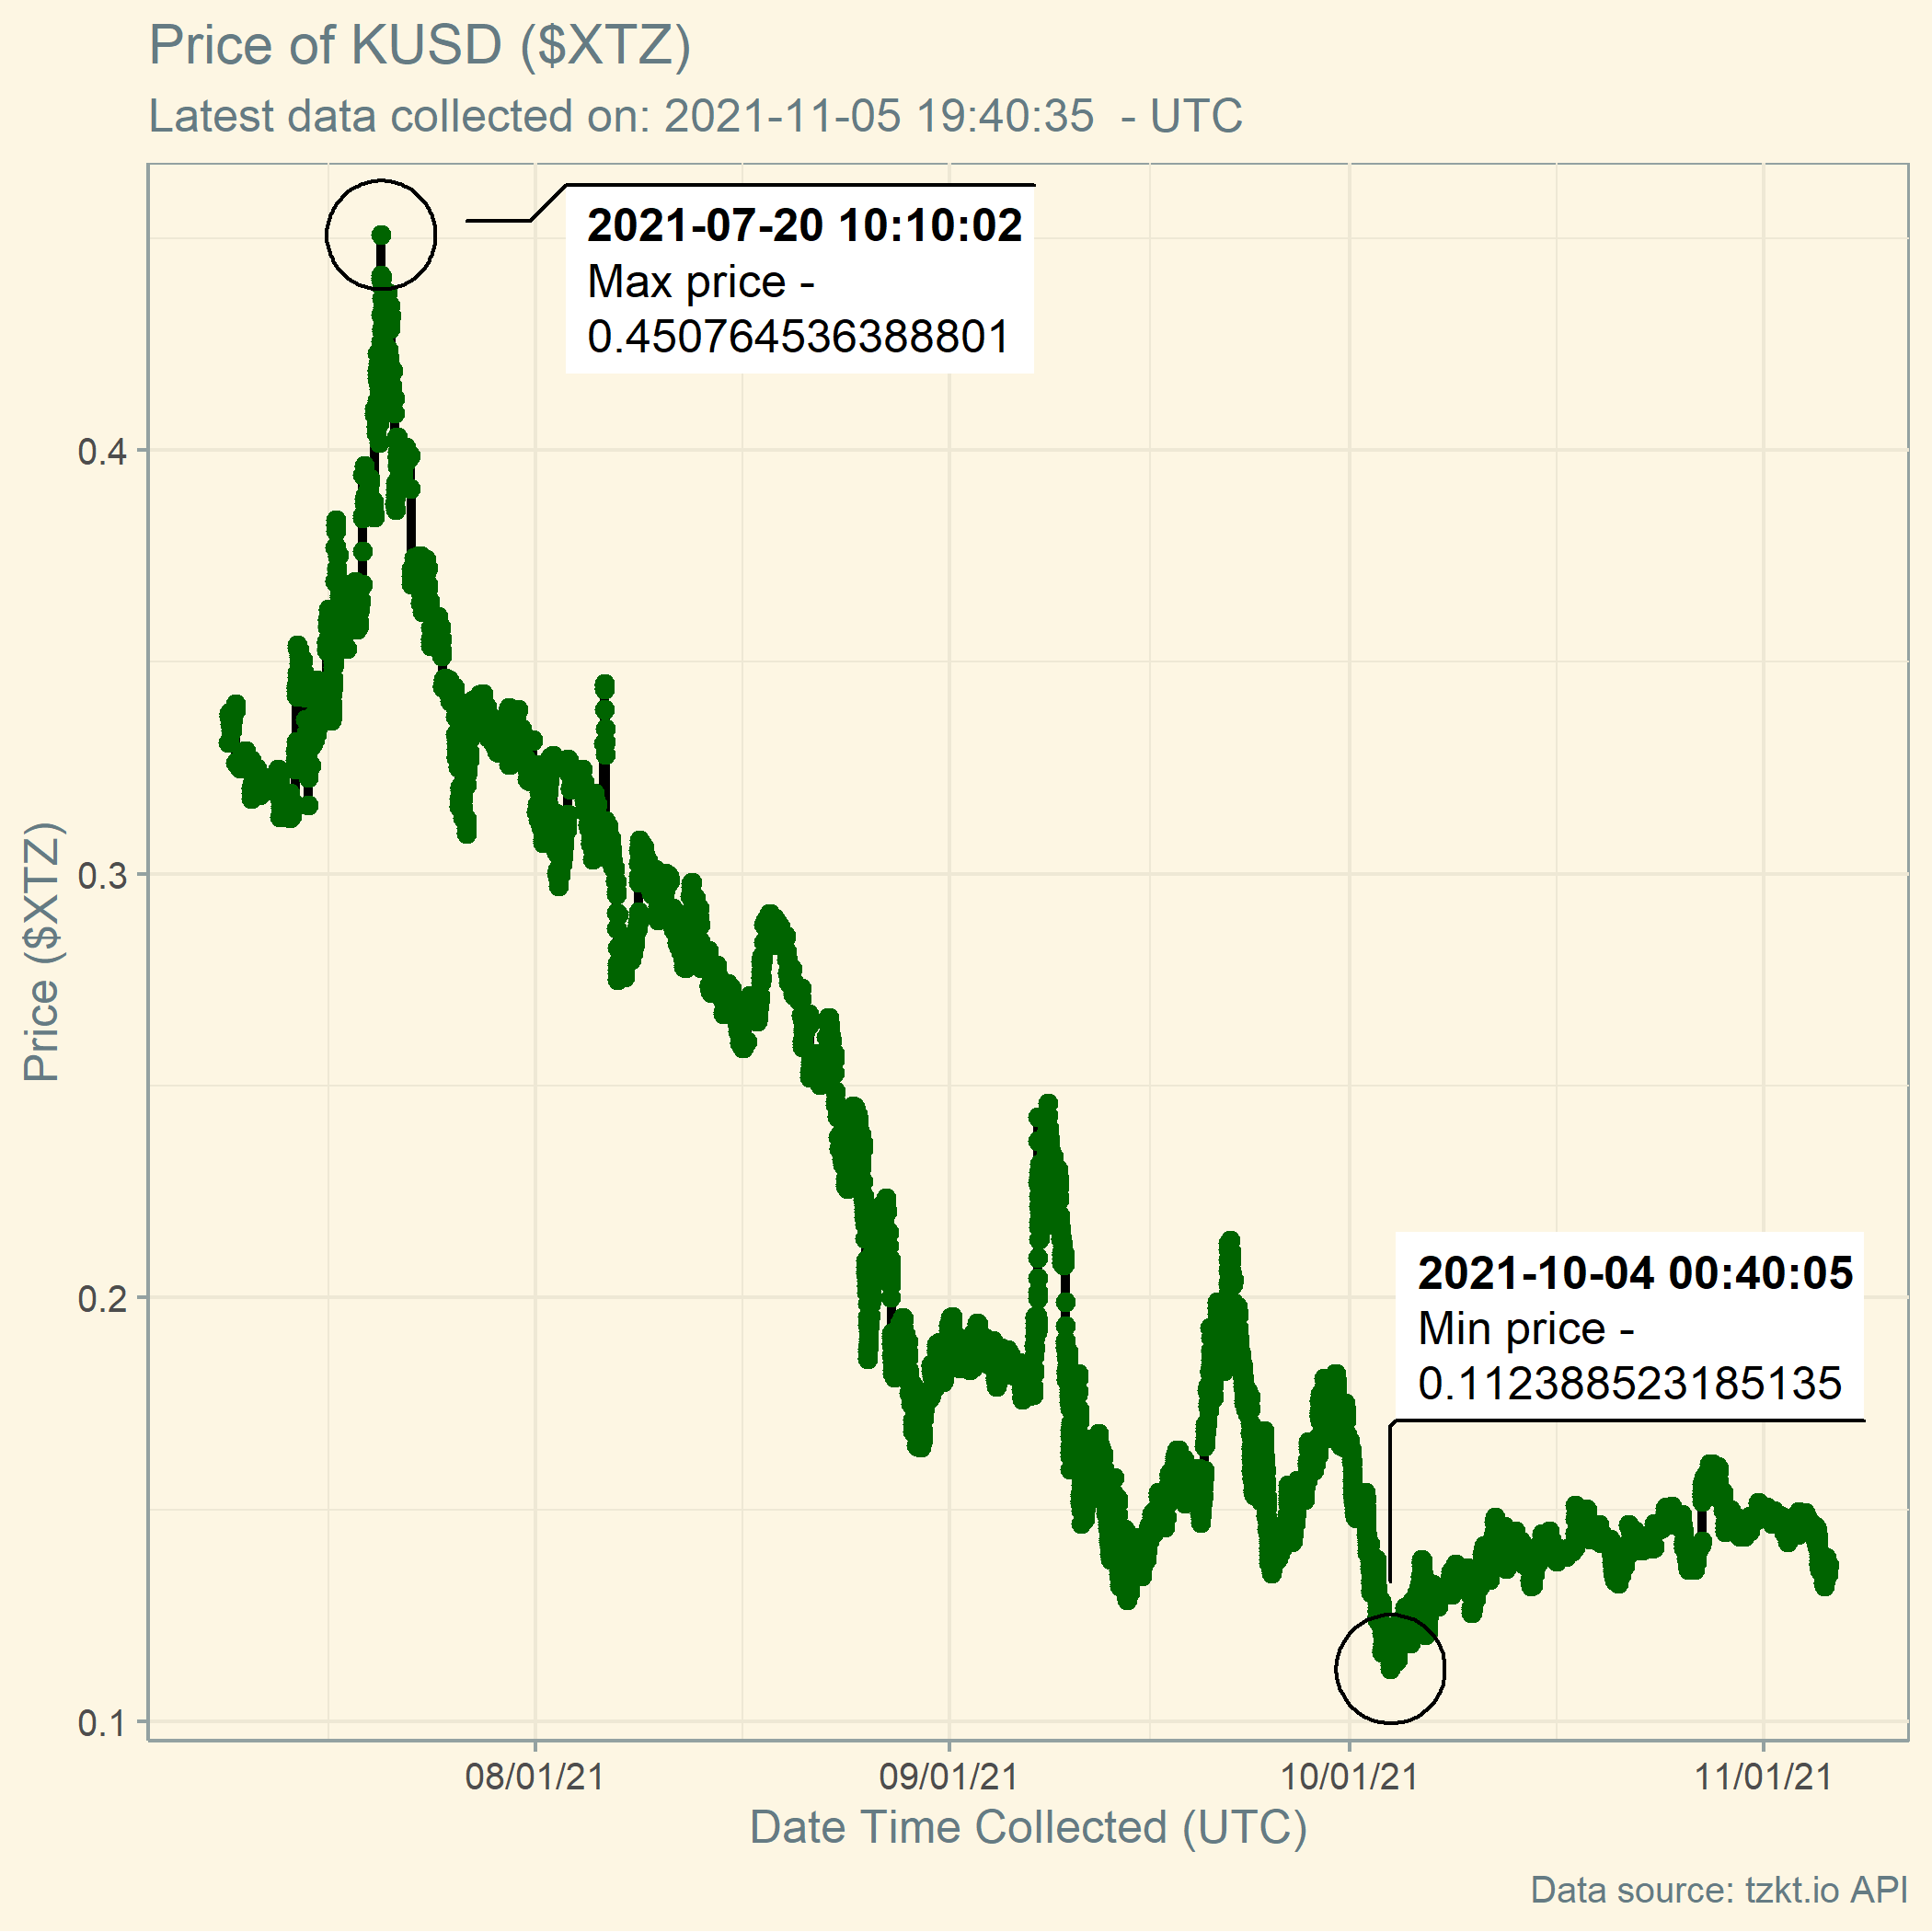 Price of KUSD ($XTZ)
Latest data collected on: 2021-11-05 19:40:35  - UTC
2021-07-20 10:10:02
Max price -
0.450764536388801
0.4
0.3
0.2
0.1
Price ($XTZ)
2021-10-04 00:40:05
Min price -
0.112388523185135
08/01/21
09/01/21
10/01/21
11/01/21
Date Time Collected (UTC)
Data source: tzkt.io API